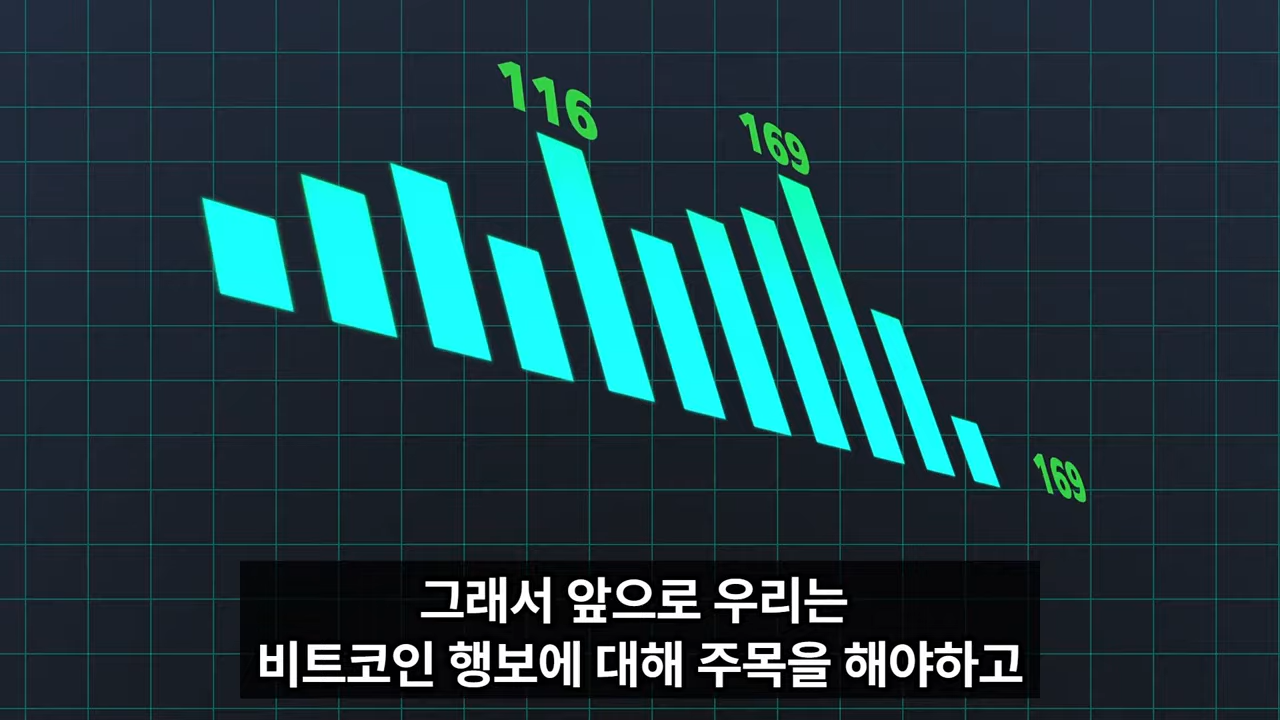 116
169
169
그래서 앞으로 우리는
비트코인 행보에 대해 주목을 해야하고